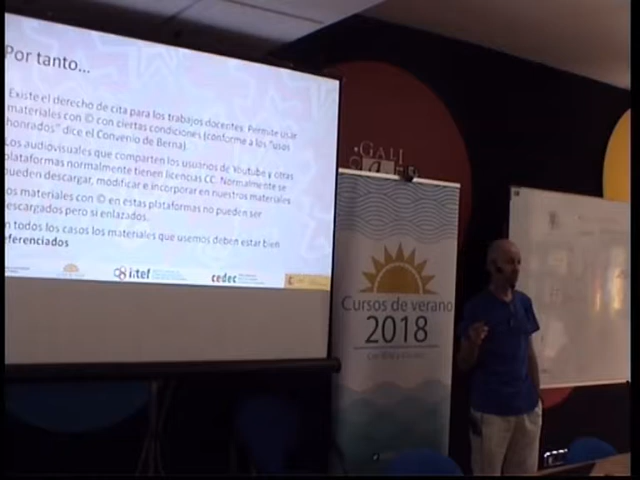 Por tanto...
Existe el derecho de cita para los trabajos docentes. Permite usar
materiales con © con ciertas condiciones (conforme a los "usos
honrados" dice el Convenio de Berna).
Los audiovisuales que comparten los usuarios de Youtube y otras
plataformas normalmente tienen licencias CC. Normalmente se
pueden descargar, modificar e incorporar en nuestros materiales.
os materiales con © en estas plataformas no pueden ser
descargados pero si enlazados.
n todos los casos los materiales que usemos deben estar bien
eferenciados
intef
cedec
GALI
Cursos de verano
2018